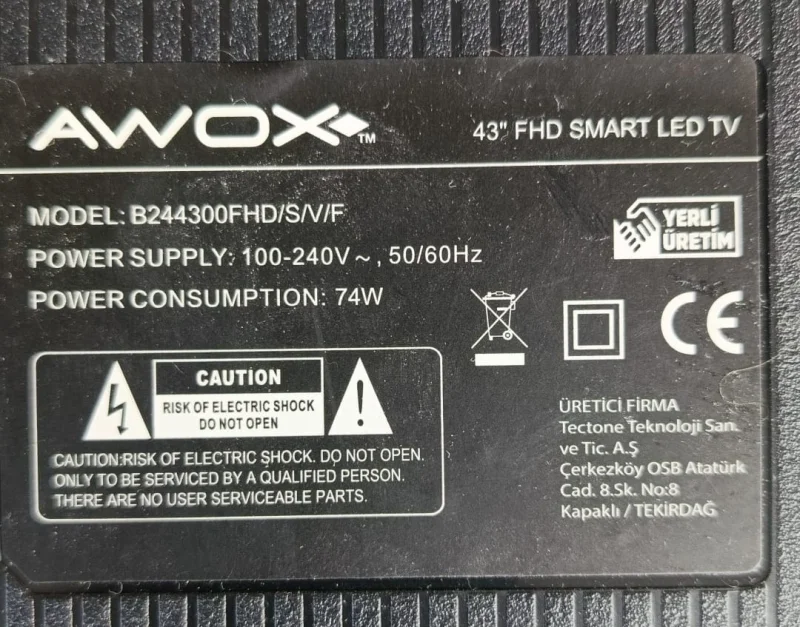 AWOX™
43" FHD SMART LED TV
MODEL: B244300FHD/S/V/F
POWER SUPPLY: 100-240V~, 50/60Hz
POWER CONSUMPTION: 74W
YERLİ
ÜRETİM
CE
CAUTION
RISK OF ELECTRIC SHOCK
DO NOT OPEN
CAUTION:RISK OF ELECTRIC SHOCK. DO NOT OPEN.
ONLY TO BE SERVICED BY A QUALIFIED PERSON.
THERE ARE NO USER SERVICEABLE PARTS.
ÜRETİCİ FİRMA
Tectone Teknoloji San.
ve Tic. A.Ş
Çerkezköy OSB Atatürk
Cad. 8.Sk. No:8
Kapaklı / TEKİRDAĞ